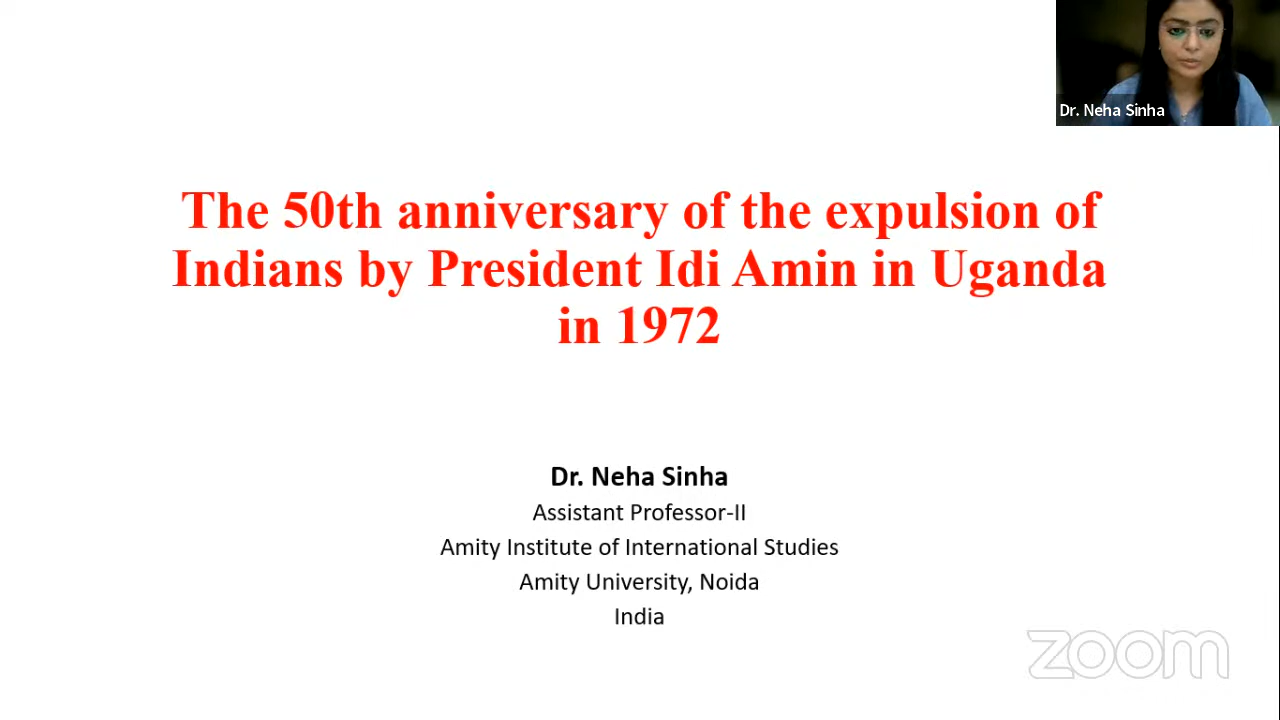 Dr. Neha Sinha
The 50th anniversary of the expulsion of
Indians by President Idi Amin in Uganda
in 1972
Dr. Neha Sinha
Assistant Professor-II
Amity Institute of International Studies
Amity University, Noida
India
zoom